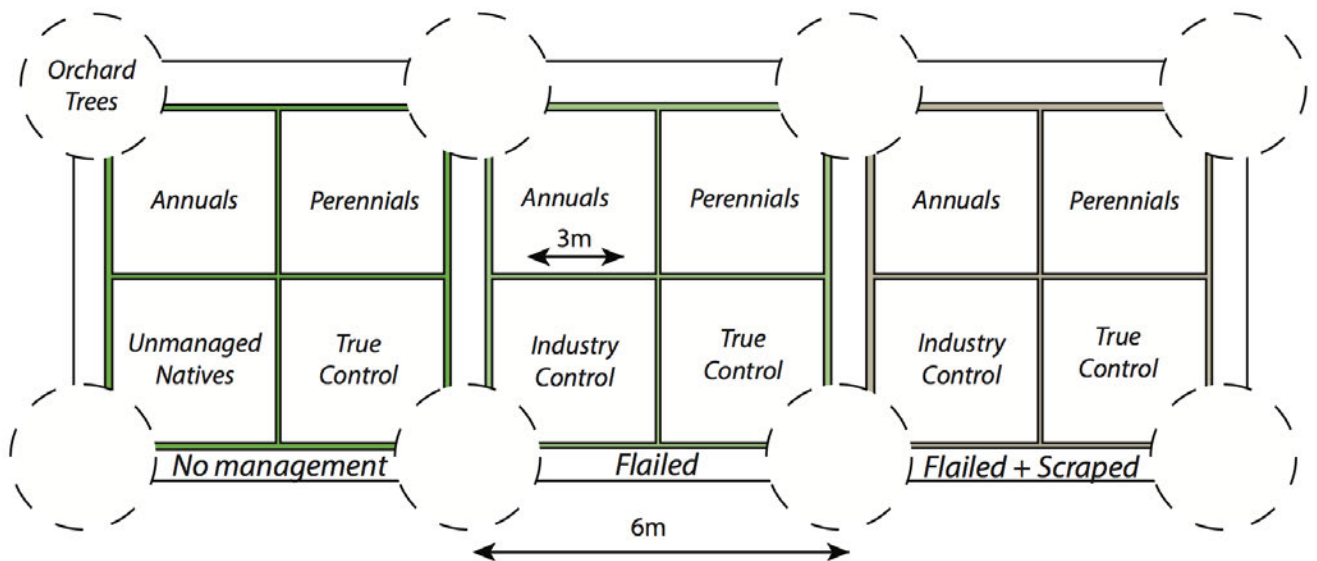 Orchard
Trees
Annuals
Perennials
Annuals
Perennials
Annuals
Perennials
3m
Unmanaged
Natives
True
Control
Industry
Control
True
Control
Industry
Control
True
Control
No management
Flailed
Flailed + Scraped
6m